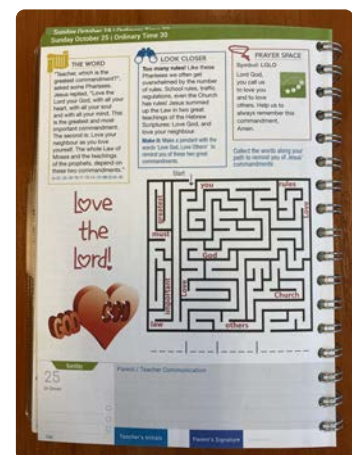 Sunday October 25 | Ordinary Time 30
THE WORD
"Teacher, which is the
greatest commandment?",
asked some Pharisees.
Jesus replied, "Love the
Lord your God, with all your
heart, with all your soul
and with all your mind. This
is the greatest and most
important commandment.
The second is: Love your
neighbour as you love
yourself. The whole Law of
Moses and the teachings
of the prophets, depend on
these two commandments."
LOOK CLOSER
Too many rules! Like these
Pharisees we often get
overwhelmed by the number
of rules. School rules, traffic
regulations, even the Church
has rules! Jesus summed
up the Law in two great
teachings of the Hebrew
Scriptures: Love God, and
love your neighbour.
Make it: Make a pendant with the
words 'Love God, Love Others' to
remind you of these two great
commandments.
PRAYER SPACE
Symbol: LGLO
Lord God,
you call us
to love you
and to love
others. Help us to
always remember this
commandment.
Amen.
Collect the words along your
path to remind you of Jesus'
commandments
Start
you
rules
greatest
Love
must
God
important
Love
Church
law
others
Love
the
Lord!
GOD
Sunday
25
Parent / Teacher Communication
Teacher's Initials
Parent's Signature